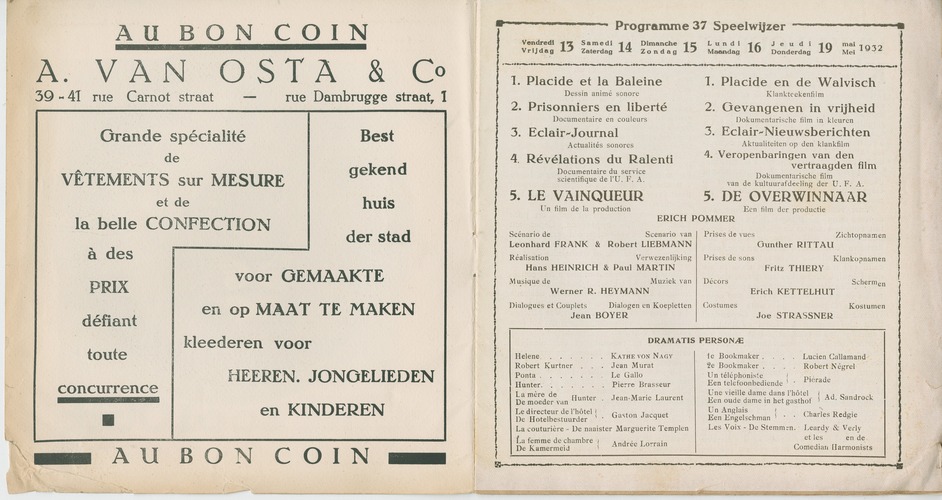 AU BON COIN
A. VAN OSTA & Co
39-41 rue Carnot straat — rue Dambrugge straat, 1
Grande spécialité
de
VÊTEMENTS sur MESURE
et de
la belle CONFECTION
à des
PRIX
défiant
toute
concurrence
Best
gekend
huis
der stad
voor GEMAAKTE
en op MAAT TE MAKEN
kleederen voor
HEEREN. JONGELIEDEN
en KINDEREN
AU BON COIN
Programme 37 Speelwijzer
Vendredi Vrijdag 13 Samedi Zaterdag 14 Dimanche Zondag 15 Lundi Maandag 16 Jeudi Donderdag 19 mai Mei 1932
1. Placide et la Baleine
Dessin animé sonore
2. Prisonniers en liberté
Documentaire en couleurs
3. Eclair-Journal
Actualités sonores
4. Révélations du Ralenti
Documentaire du service
scientifique de l'U. F. A.
5. LE VAINQUEUR
Un film de la production
1. Placide en de Walvisch
Klankteekenfilm
2. Gevangenen in vrijheid
Dokumentarische film in kleuren
3. Eclair-Nieuwsberichten
Aktualiteiten op den klankfilm
4. Veropenbaringen van den
vertraagden film
Dokumentarische film
van de kultuurafdeeling der U. F. A.
5. DE OVERWINNAAR
Een film der productie
ERICH POMMER
Scénario de Scenario van
Leonhard FRANK & Robert LIEBMANN
Réalisation Verwezenlijking
Hans HEINRICH & Paul MARTIN
Musique de Muziek van
Werner R. HEYMANN
Dialogues et Couplets Dialogen en Koepletten
Jean BOYER
Prises de vues Zichtopnamen
Gunther RITTAU
Prises de sons Klankopnamen
Fritz THIERY
Décors Schermen
Erich KETTELHUT
Costumes Kostumen
Joe STRASSNER
DRAMATIS PERSONÆ
Helene . . . . . . . Kathe von Nagy
Robert Kurtner . . . Jean Murat
Ponta . . . . . . . Le Gallo
Hunter . . . . . . . Pierre Brasseur
La mère de
De moeder van Hunter . Jean-Marie Laurent
Le directeur de l'hôtel
De Hotelbestuurder . Gaston Jacquet
La couturière - De naaister Marguerite Templen
La femme de chambre
De Kamermeid Andrée Lorrain
1e Bookmaker . . . . Lucien Callamand
2e Bookmaker . . . . Robert Négrel
Un téléphoniste
Een telefoonbediende . Piérade
Une vieille dame dans l'hôtel
Een oude dame in het gasthof Ad. Sandrock
Un Anglais
Een Engelschman . . Charles Redgie
Les Voix - De Stemmen. Leardy & Verly
et les en de
Comedian Harmonists